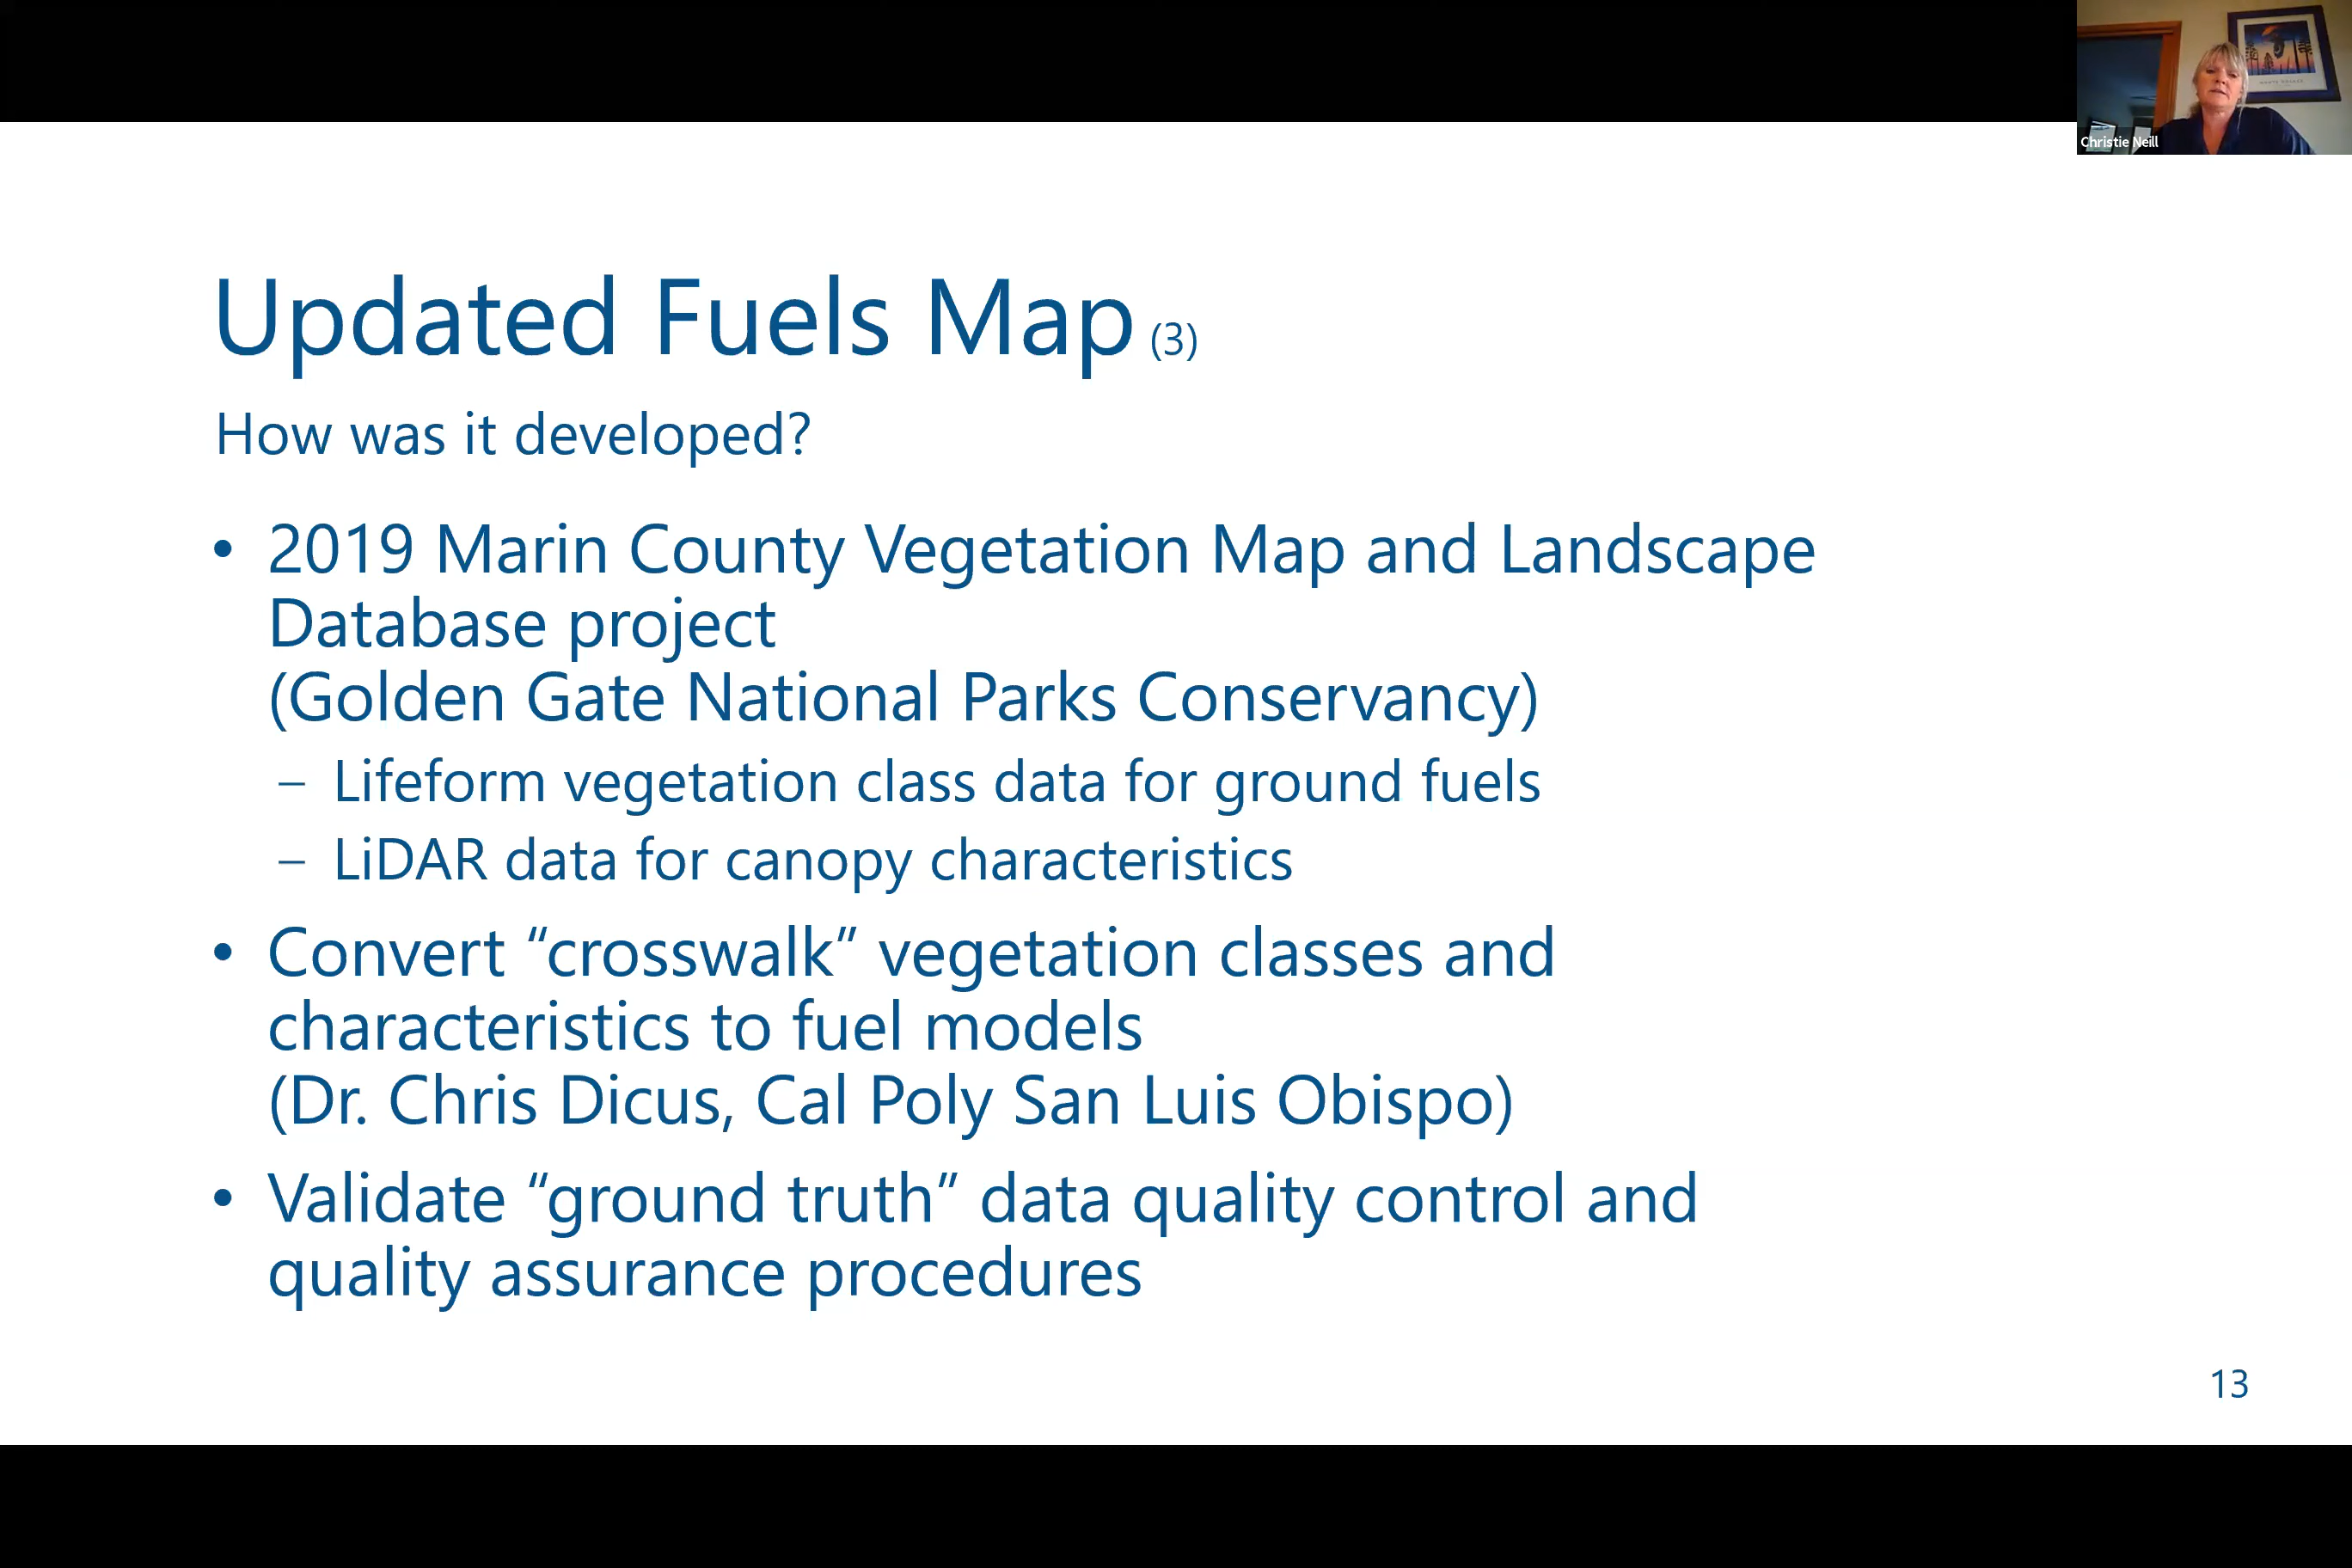 Christie Neill
Updated Fuels Map (3)
How was it developed?
• 2019 Marin County Vegetation Map and Landscape
Database project
(Golden Gate National Parks Conservancy)
– Lifeform vegetation class data for ground fuels
– LiDAR data for canopy characteristics
• Convert “crosswalk” vegetation classes and
characteristics to fuel models
(Dr. Chris Dicus, Cal Poly San Luis Obispo)
• Validate “ground truth” data quality control and
quality assurance procedures
13